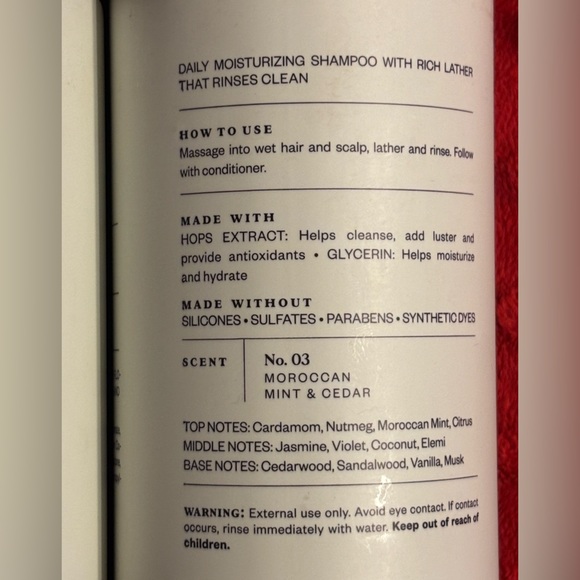 DAILY MOISTURIZING SHAMPOO WITH RICH LATHER
THAT RINSES CLEAN
HOW TO USE
Massage into wet hair and scalp, lather and rinse. Follow
with conditioner.
MADE WITH
HOPS EXTRACT: Helps cleanse, add luster and
provide antioxidants • GLYCERIN: Helps moisturize
and hydrate
MADE WITHOUT
SILICONES • SULFATES • PARABENS • SYNTHETIC DYES
SCENT
No. 03
MOROCCAN
MINT & CEDAR
TOP NOTES: Cardamom, Nutmeg, Moroccan Mint, Citrus
MIDDLE NOTES: Jasmine, Violet, Coconut, Elemi
BASE NOTES: Cedarwood, Sandalwood, Vanilla, Musk
WARNING: External use only. Avoid eye contact. If contact
occurs, rinse immediately with water. Keep out of reach of
children.